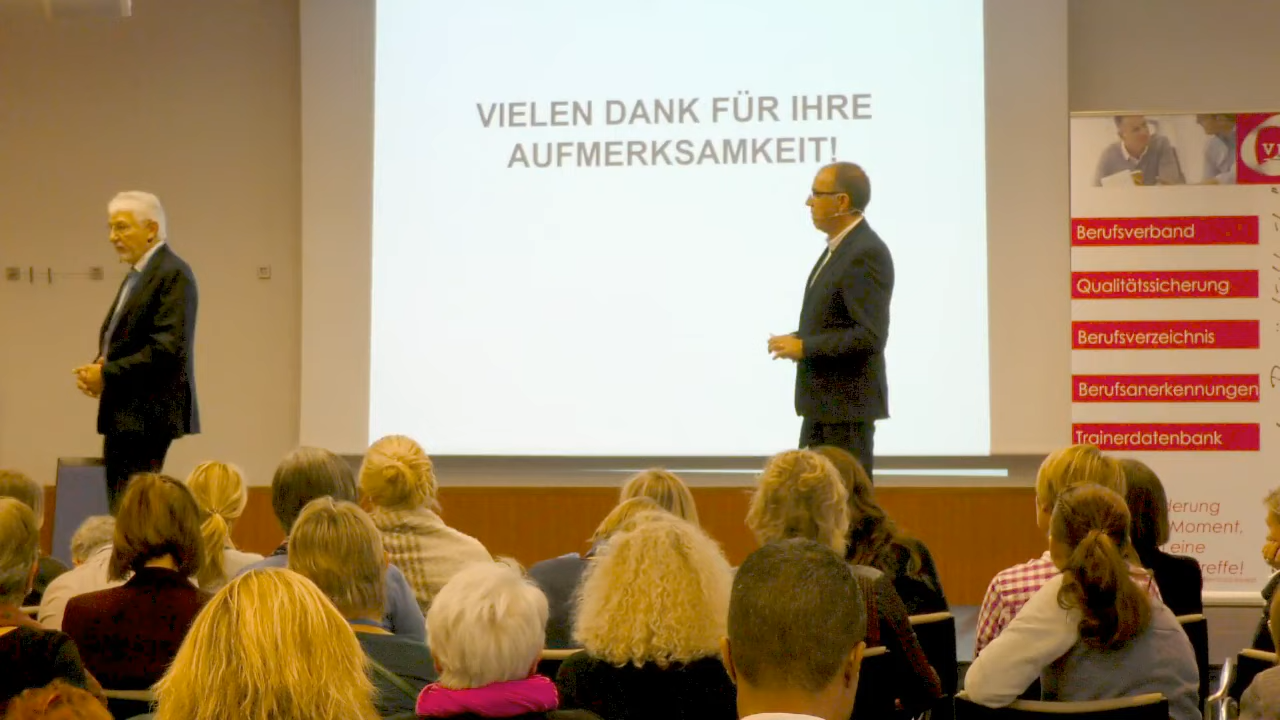 VIELEN DANK FÜR IHRE
AUFMERKSAMKEIT!
Berufsverband
Qualitätssicherung
Berufsverzeichnis
Berufsanerkennungen
Trainerdatenbank
Moment,
eine